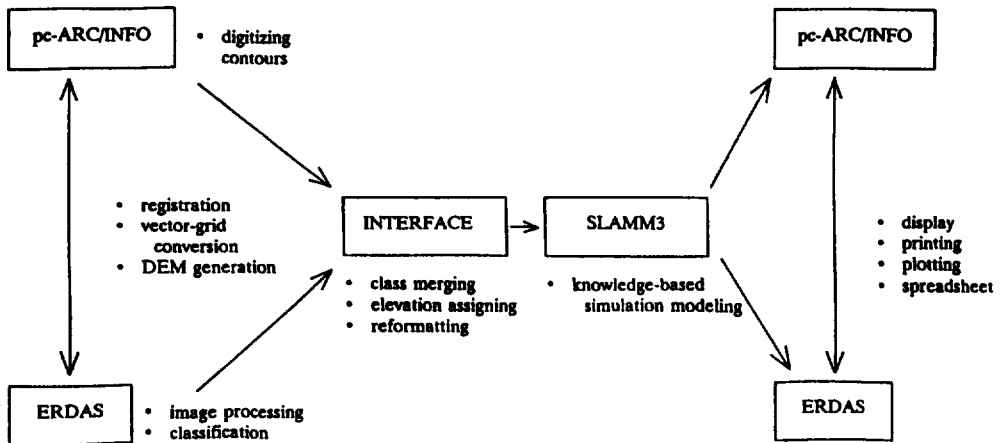 pc-ARC/INFO
• digitizing
contours
pc-ARC/INFO
• registration
• vector-grid
conversion
• DEM generation
INTERFACE
• class merging
• elevation assigning
• reformatting
SLAMM3
• knowledge-based
simulation modeling
• display
• printing
• plotting
• spreadsheet
ERDAS
• image processing
• classification
ERDAS